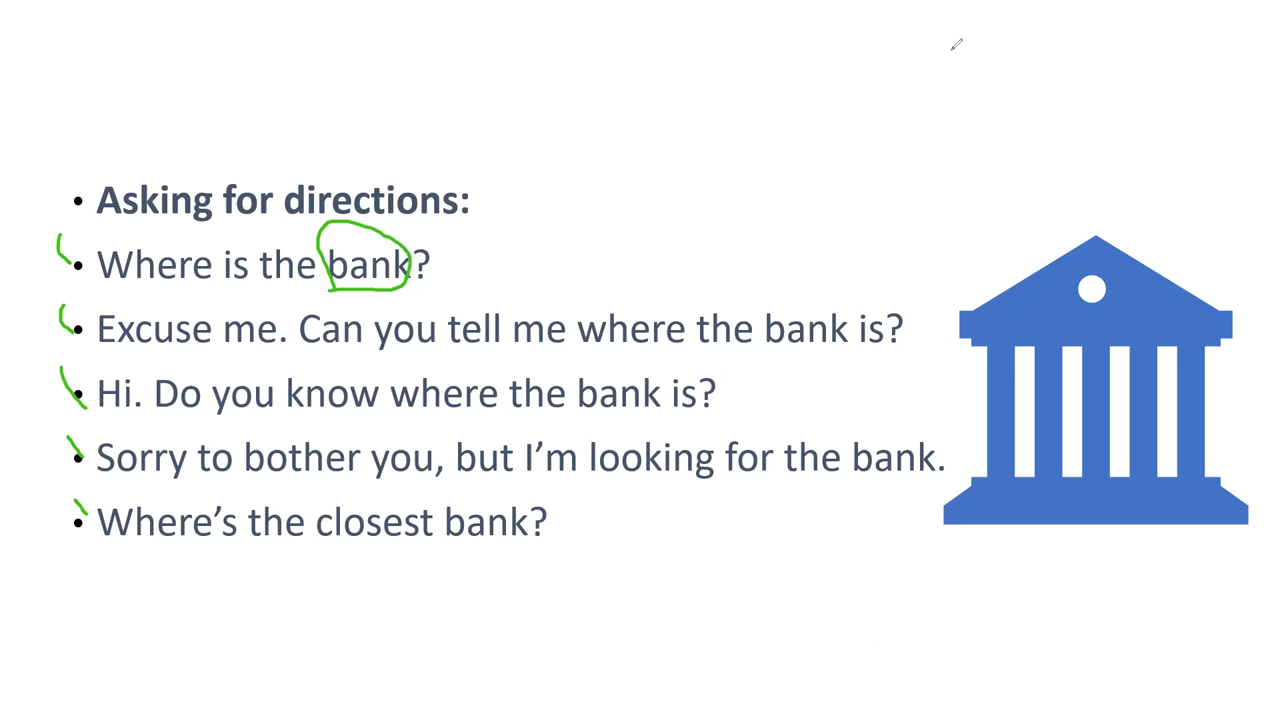 • Asking for directions:
• Where is the bank?
• Excuse me. Can you tell me where the bank is?
• Hi. Do you know where the bank is?
• Sorry to bother you, but I’m looking for the bank.
• Where’s the closest bank?